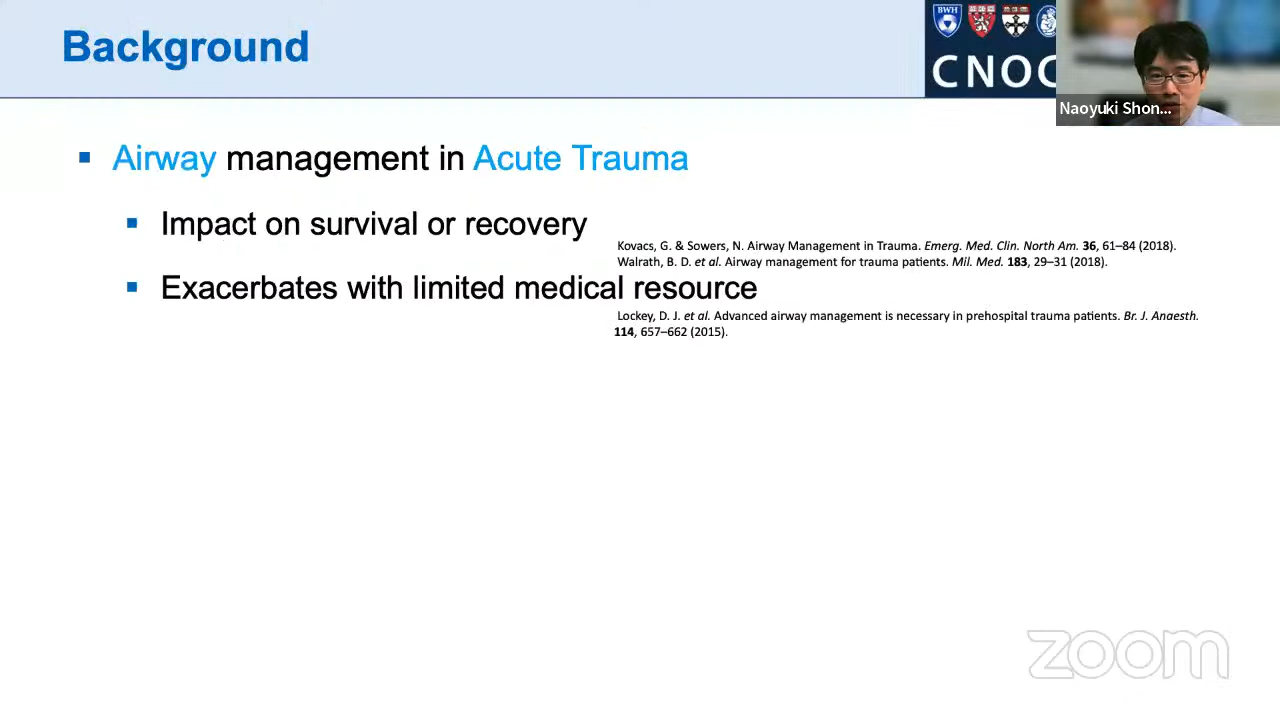 Background
BWH
CNOC
Naoyuki Shon...
Airway management in Acute Trauma
Impact on survival or recovery
Kovacs, G. & Sowers, N. Airway Management in Trauma. Emerg. Med. Clin. North Am. 36, 61–84 (2018).
Walrath, B. D. et al. Airway management for trauma patients. Mil. Med. 183, 29–31 (2018).
Exacerbates with limited medical resource
Lockey, D. J. et al. Advanced airway management is necessary in prehospital trauma patients. Br. J. Anaesth.
114, 657–662 (2015).
zoom